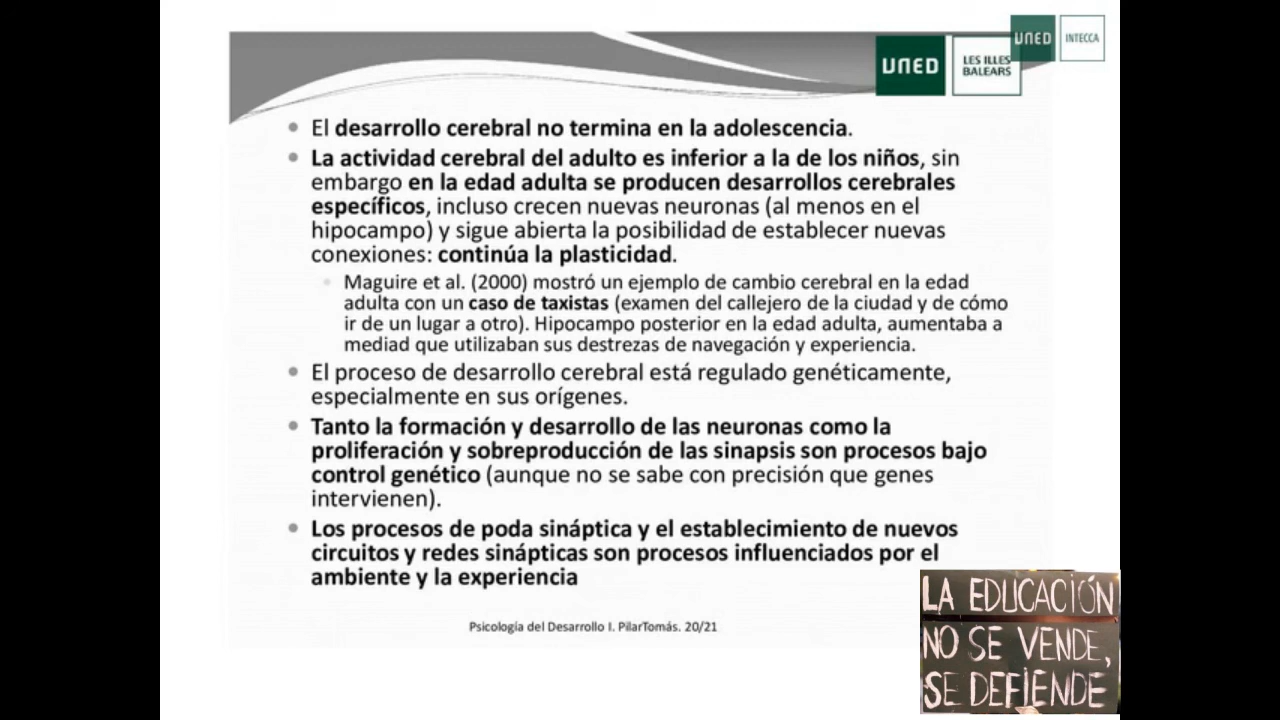 UNED
INTECCA
UNED
LES ILLES
BALEARS
• El desarrollo cerebral no termina en la adolescencia.
• La actividad cerebral del adulto es inferior a la de los niños, sin
embargo en la edad adulta se producen desarrollos cerebrales
específicos, incluso crecen nuevas neuronas (al menos en el
hipocampo) y sigue abierta la posibilidad de establecer nuevas
conexiones: continúa la plasticidad.
• Maguire et al. (2000) mostró un ejemplo de cambio cerebral en la edad
adulta con un caso de taxistas (examen del callejero de la ciudad y de cómo
ir de un lugar a otro). Hipocampo posterior en la edad adulta, aumentaba a
mediad que utilizaban sus destrezas de navegación y experiencia.
• El proceso de desarrollo cerebral está regulado genéticamente,
especialmente en sus orígenes.
• Tanto la formación y desarrollo de las neuronas como la
proliferación y sobreproducción de las sinapsis son procesos bajo
control genético (aunque no se sabe con precisión que genes
intervienen).
• Los procesos de poda sináptica y el establecimiento de nuevos
circuitos y redes sinápticas son procesos influenciados por el
ambiente y la experiencia
Psicología del Desarrollo I. PilarTomás. 20/21
LA EDUCACIÓN
NO SE VENDE,
SE DEFIENDE